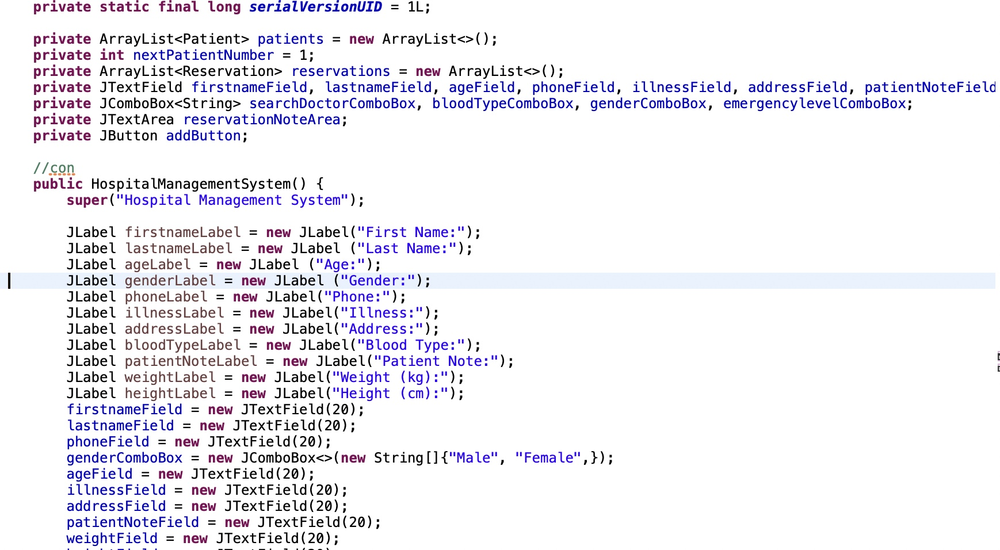 private static final long serialVersionUID = 1L;
private ArrayList<Patient> patients = new ArrayList<>();
private int nextPatientNumber = 1;
private ArrayList<Reservation> reservations = new ArrayList<>();
private JTextField firstnameField, lastnameField, ageField, phoneField, illnessField, addressField, patientNoteField
private JComboBox<String> searchDoctorComboBox, bloodTypeComboBox, genderComboBox, emergencylevelComboBox;
private JTextArea reservationNoteArea;
private JButton addButton;
//con
public HospitalManagementSystem() {
super("Hospital Management System");
JLabel firstnameLabel = new JLabel("First Name:");
JLabel lastnameLabel = new JLabel ("Last Name:");
JLabel ageLabel = new JLabel ("Age:");
JLabel genderLabel = new JLabel ("Gender:");
JLabel phoneLabel = new JLabel("Phone:");
JLabel illnessLabel = new JLabel("Illness:");
JLabel addressLabel = new JLabel("Address:");
JLabel bloodTypeLabel = new JLabel("Blood Type:");
JLabel patientNoteLabel = new JLabel("Patient Note:");
JLabel weightLabel = new JLabel("Weight (kg):");
JLabel heightLabel = new JLabel("Height (cm):");
firstnameField = new JTextField(20);
lastnameField = new JTextField(20);
phoneField = new JTextField(20);
genderComboBox = new JComboBox<>(new String[]{"Male", "Female",});
ageField = new JTextField(20);
illnessField = new JTextField(20);
addressField = new JTextField(20);
patientNoteField = new JTextField(20);
weightField = new JTextField(20);